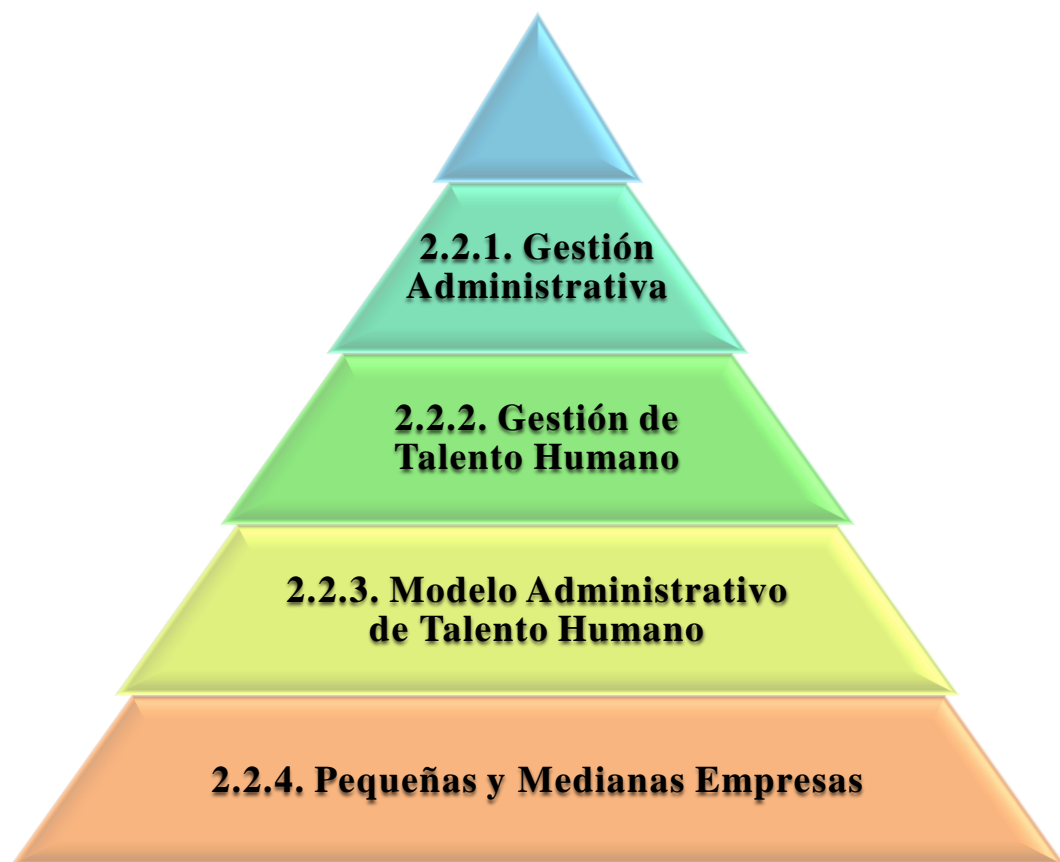 2.2.1. Gestión
Administrativa
2.2.2. Gestión de
Talento Humano
2.2.3. Modelo Administrativo
de Talento Humano
2.2.4. Pequeñas y Medianas Empresas